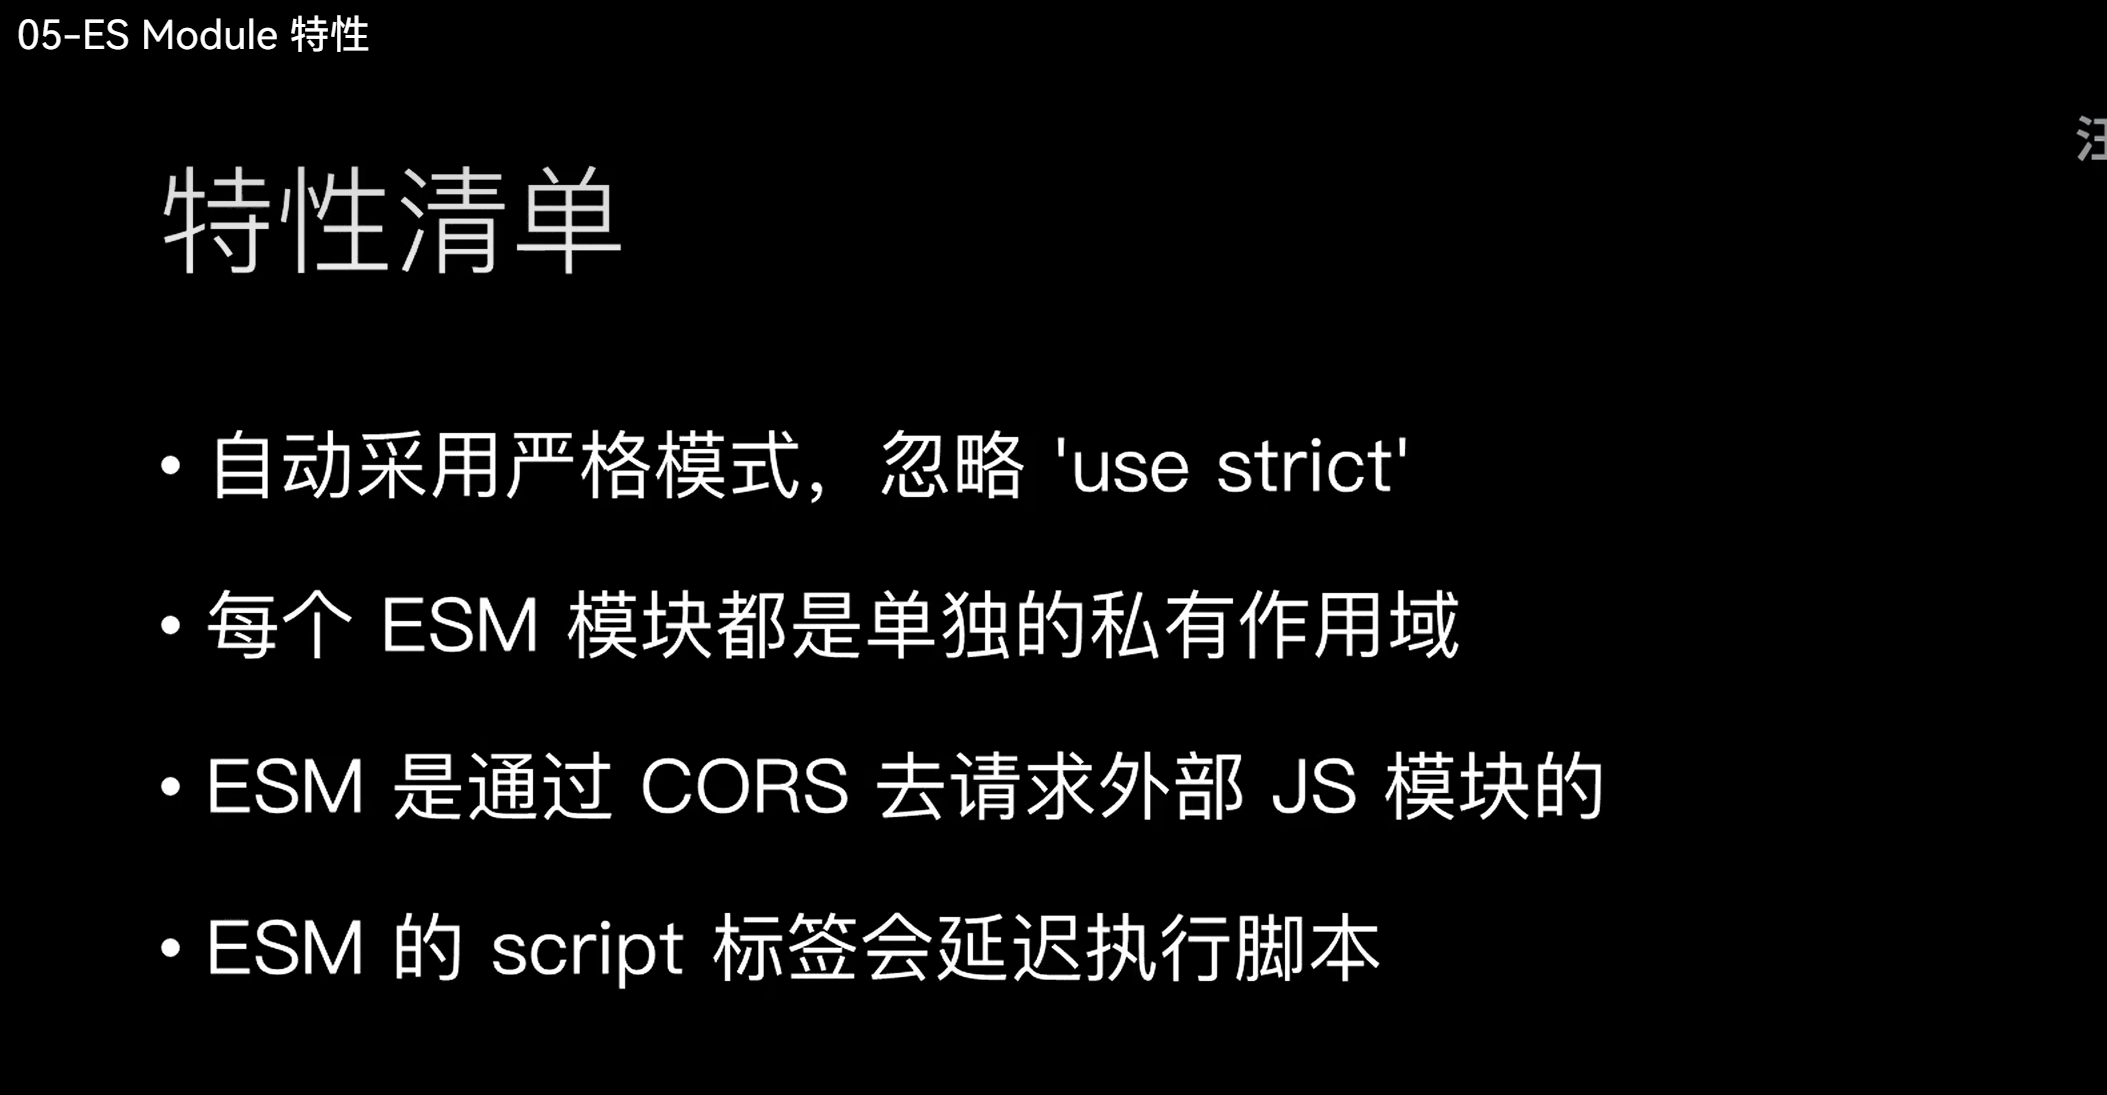 05-ES Module 特性
特性清单
• 自动采用严格模式，忽略 'use strict'
• 每个 ESM 模块都是单独的私有作用域
• ESM 是通过 CORS 去请求外部 JS 模块的
• ESM 的 script 标签会延迟执行脚本